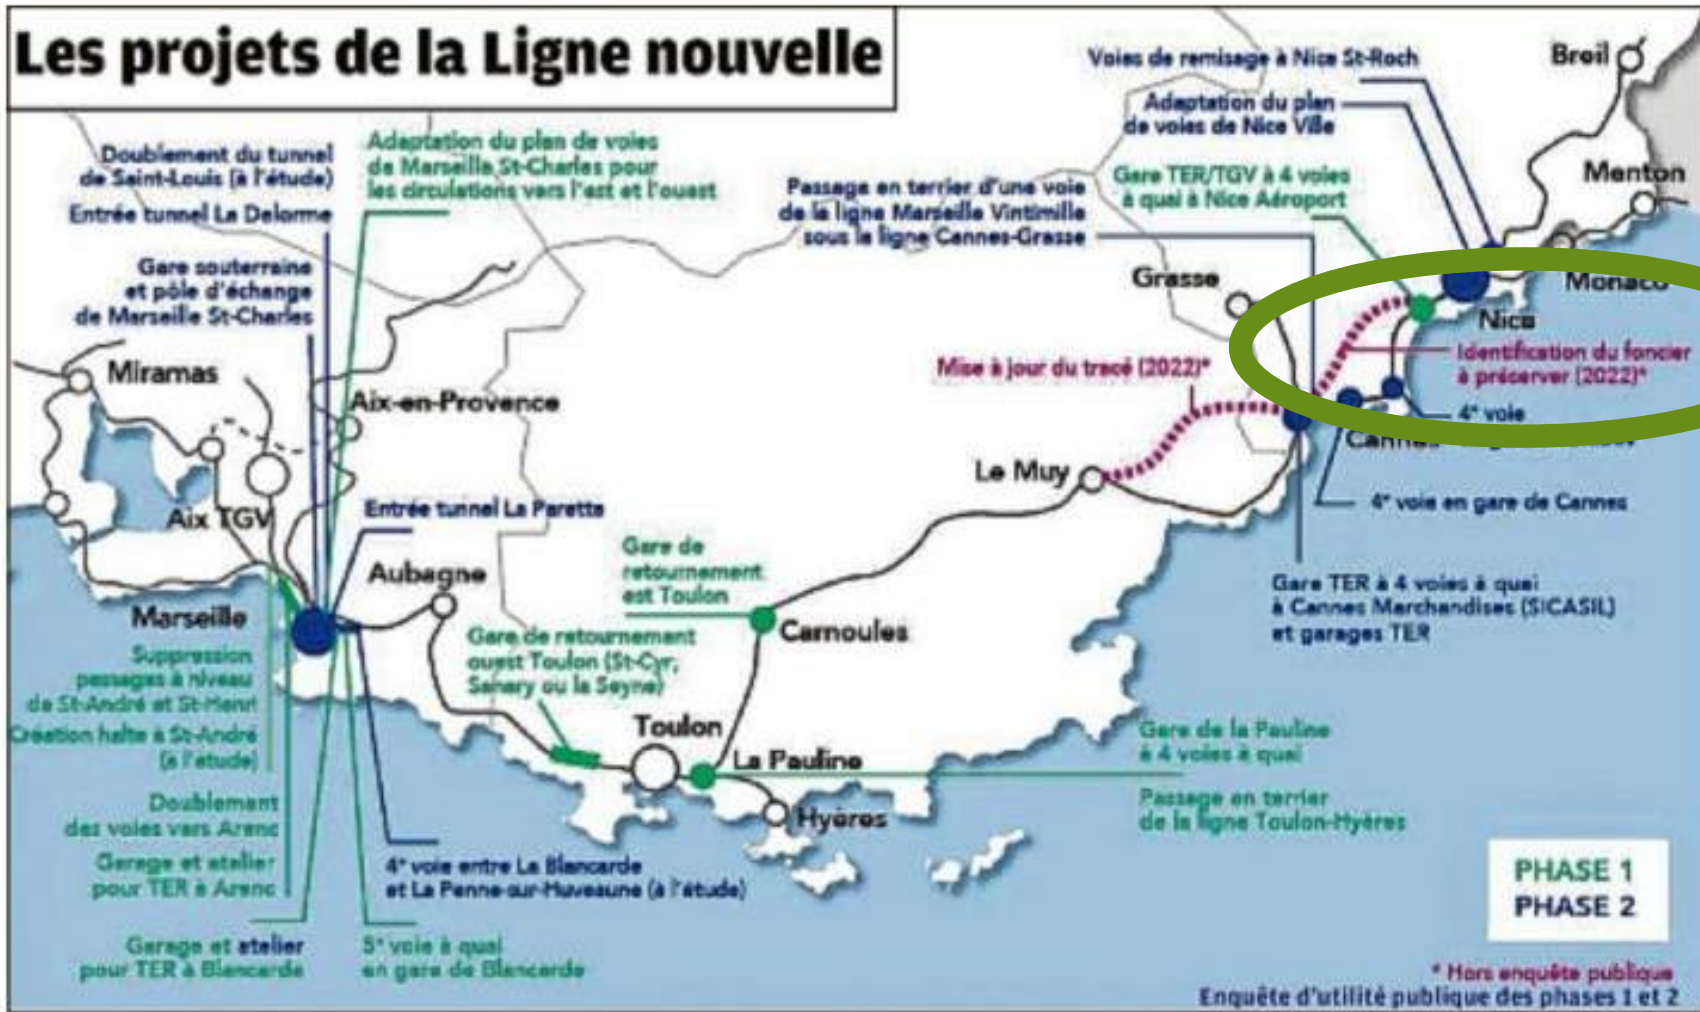 Les projets de la Ligne nouvelle
Voies de remisage à Nice St-Roch
Breil
Adaptation du plan
de voies de Nice Ville
Doublement du tunnel
de Saint-Louis (à l'étude)
Adaptation du plan de voies
de Marseille St-Charles pour
les circulations vers l'est et l'ouest
Entrée tunnel La Delorme
Passage en terrier d'une voie
de la ligne Marseille Vintimille
sous la ligne Cannes-Grasse
Gare TER/TGV à 4 voies
à quai à Nice Aéroport
Menton
Gare souterraine
et pôle d'échange
de Marseille St-Charles
Grasse
Monaco
Nice
Miramas
Mise à jour du tracé (2022)*
Identification du foncier
à préserver (2022)*
Aix-en-Provence
4e voie
Le Muy
4e voie en gare de Cannes
Aix TGV
Entrée tunnel La Parette
Gare de
retournement
est Toulon
Aubagne
Gare TER à 4 voies à quai
à Cannes Marchandises (SICASIL)
et garages TER
Marseille
Carnoules
Gare de retournement
ouest Toulon (St-Cyr,
Sanary ou la Seyne)
Suppression
passages à niveau
de St-André et St-Henri
Création halte à St-André
(à l'étude)
Toulon
La Pauline
Gare de la Pauline
à 4 voies à quai
Passage en terrier
de la ligne Toulon-Hyères
Doublement
des voies vers Arenc
Hyères
Garage et atelier
pour TER à Arenc
4e voie entre La Blancarde
et La Penne-sur-Huveaune (à l'étude)
PHASE 1
PHASE 2
Garage et atelier
pour TER à Blancarde
5e voie à quai
en gare de Blancarde
* Hors enquête publique
Enquête d'utilité publique des phases 1 et 2